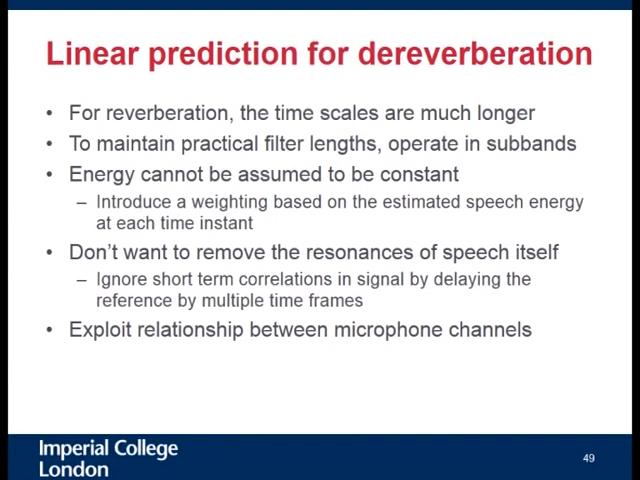 Linear prediction for dereverberation
• For reverberation, the time scales are much longer
• To maintain practical filter lengths, operate in subbands
• Energy cannot be assumed to be constant
– Introduce a weighting based on the estimated speech energy
at each time instant
• Don't want to remove the resonances of speech itself
– Ignore short term correlations in signal by delaying the
reference by multiple time frames
• Exploit relationship between microphone channels
Imperial College
London
49